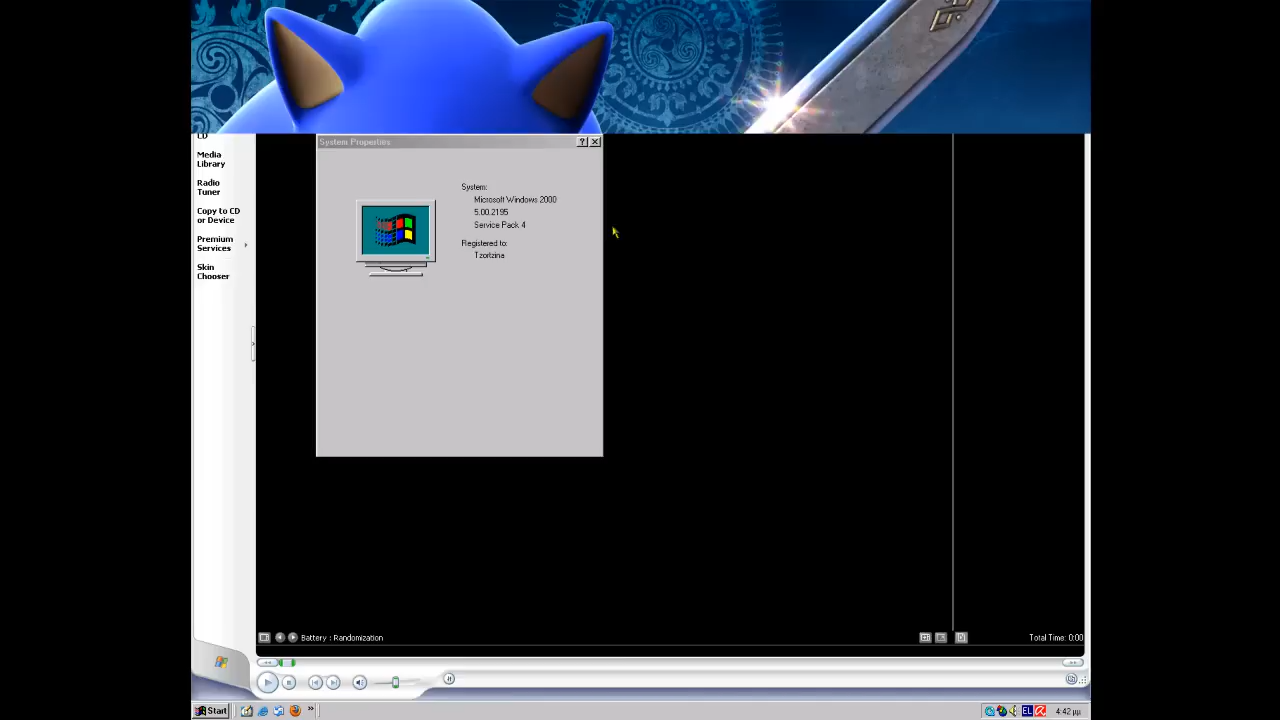 CD
Media
Library
Radio
Tuner
Copy to CD
or Device
Premium
Services
Skin
Chooser
System Properties
System:
Microsoft Windows 2000
5.00.2195
Service Pack 4
Registered to:
Tzortzina
Battery : Randomization
Total Time: 0:00
Start
EL
4:42 μμ